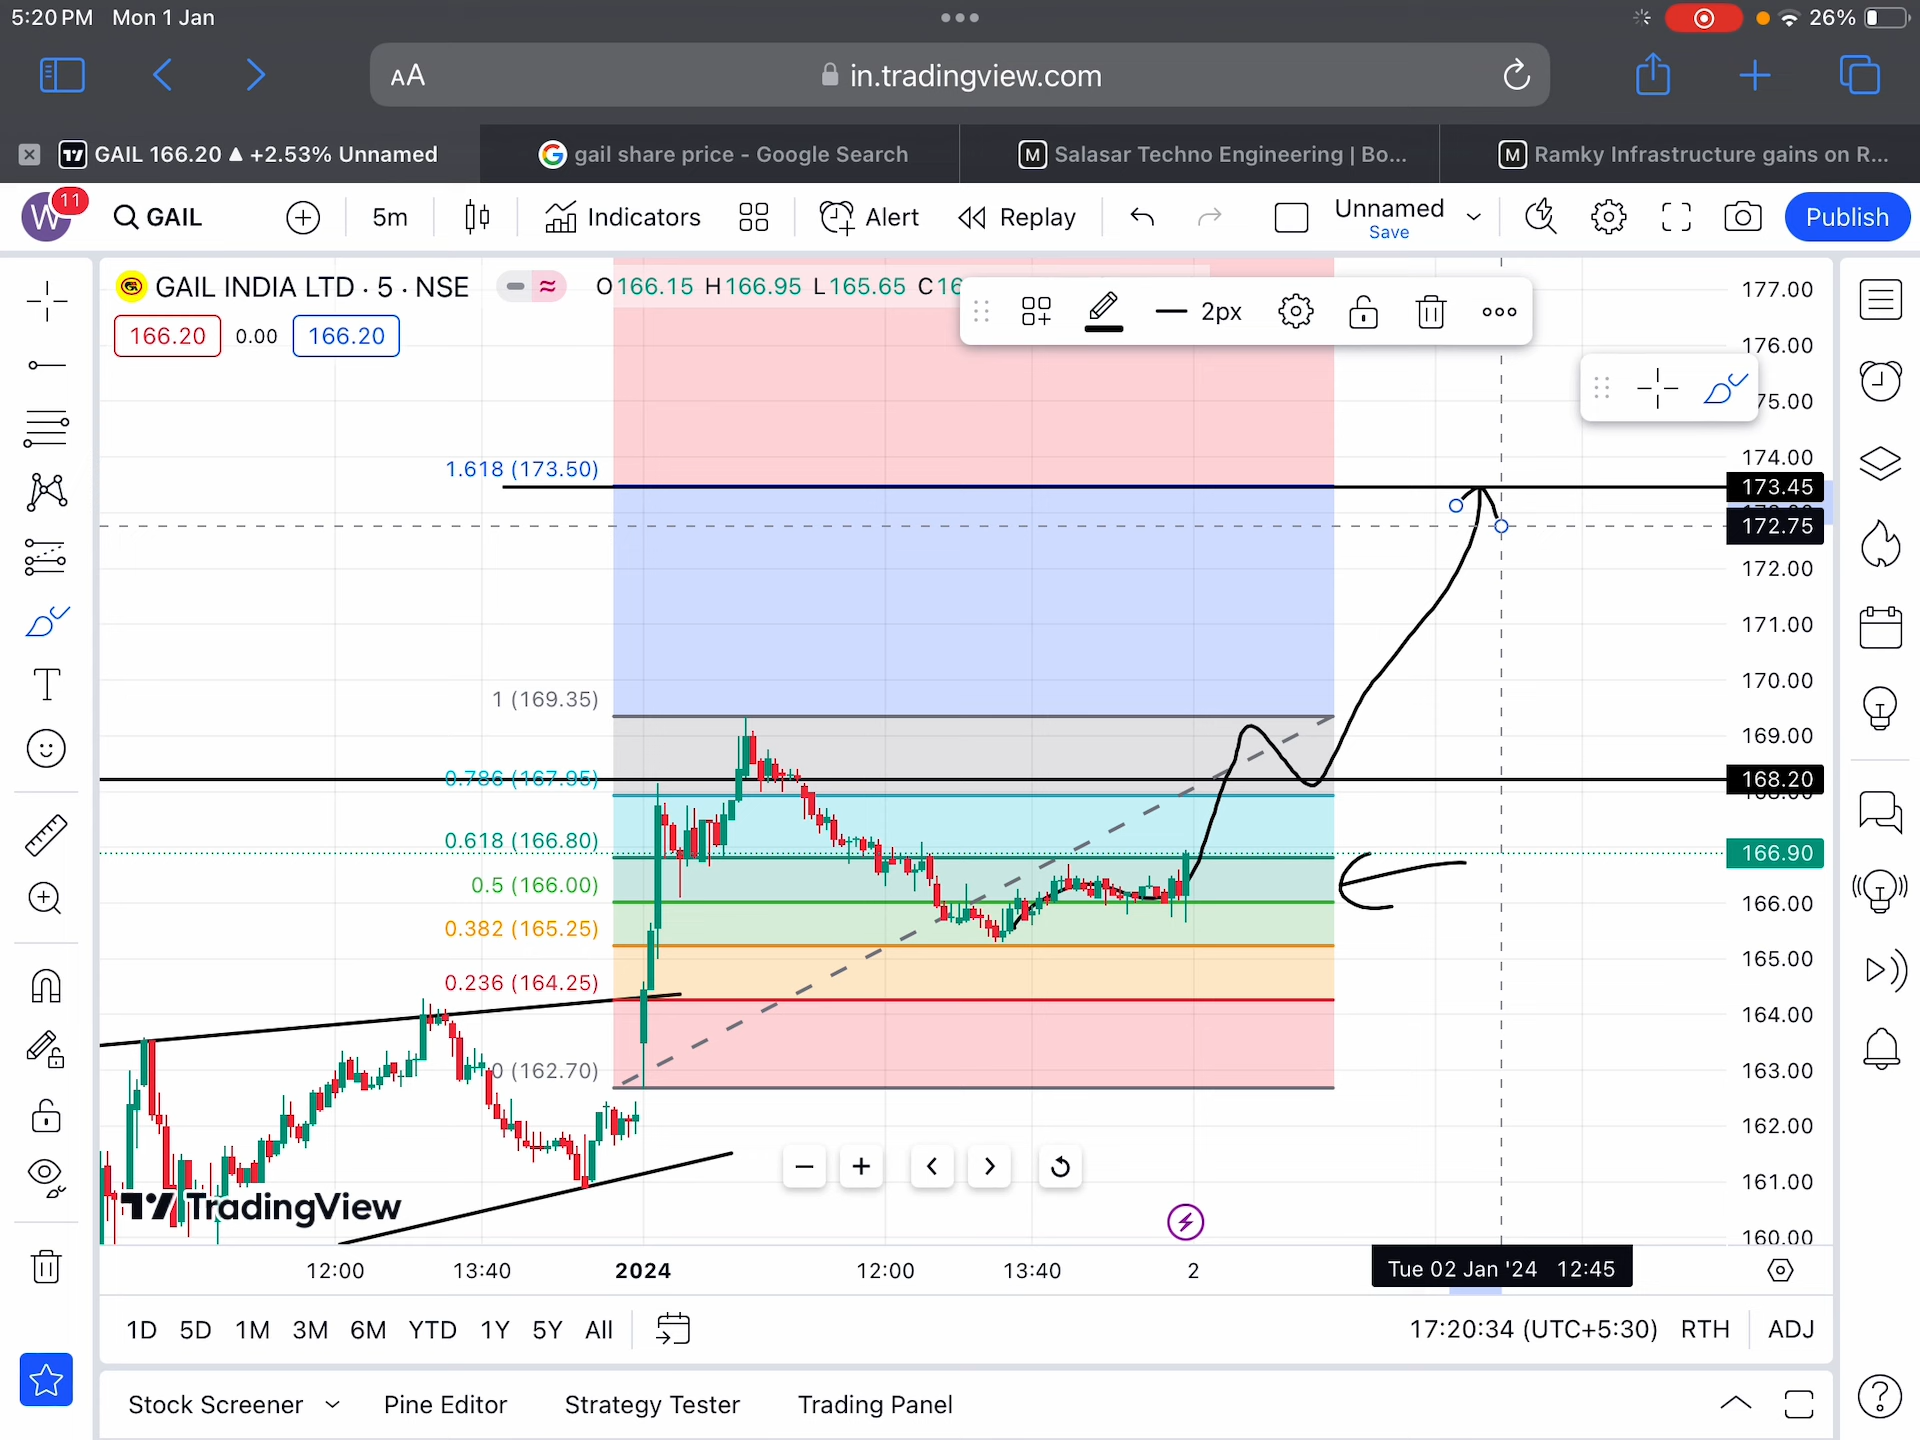 5:20 PM Mon 1 Jan
26%
AA in.tradingview.com
GAIL 166.20 ▲ +2.53% Unnamed
gail share price - Google Search
Salasar Techno Engineering | Bo...
Ramky Infrastructure gains on R...
W 11 GAIL 5m Indicators Alert Replay Unnamed Save Publish
GAIL INDIA LTD · 5 · NSE O166.15 H166.95 L165.65 C16
2px
166.20 0.00 166.20
177.00
176.00
75.00
174.00
1.618 (173.50)
173.45
172.75
172.00
171.00
170.00
1 (169.35)
169.00
0.786 (167.95)
168.20
0.618 (166.80)
166.90
0.5 (166.00)
166.00
0.382 (165.25)
165.00
0.236 (164.25)
164.00
0 (162.70)
163.00
162.00
161.00
TradingView
160.00
12:00 13:40 2024 12:00 13:40 2 Tue 02 Jan '24 12:45
1D 5D 1M 3M 6M YTD 1Y 5Y All 17:20:34 (UTC+5:30) RTH ADJ
Stock Screener Pine Editor Strategy Tester Trading Panel